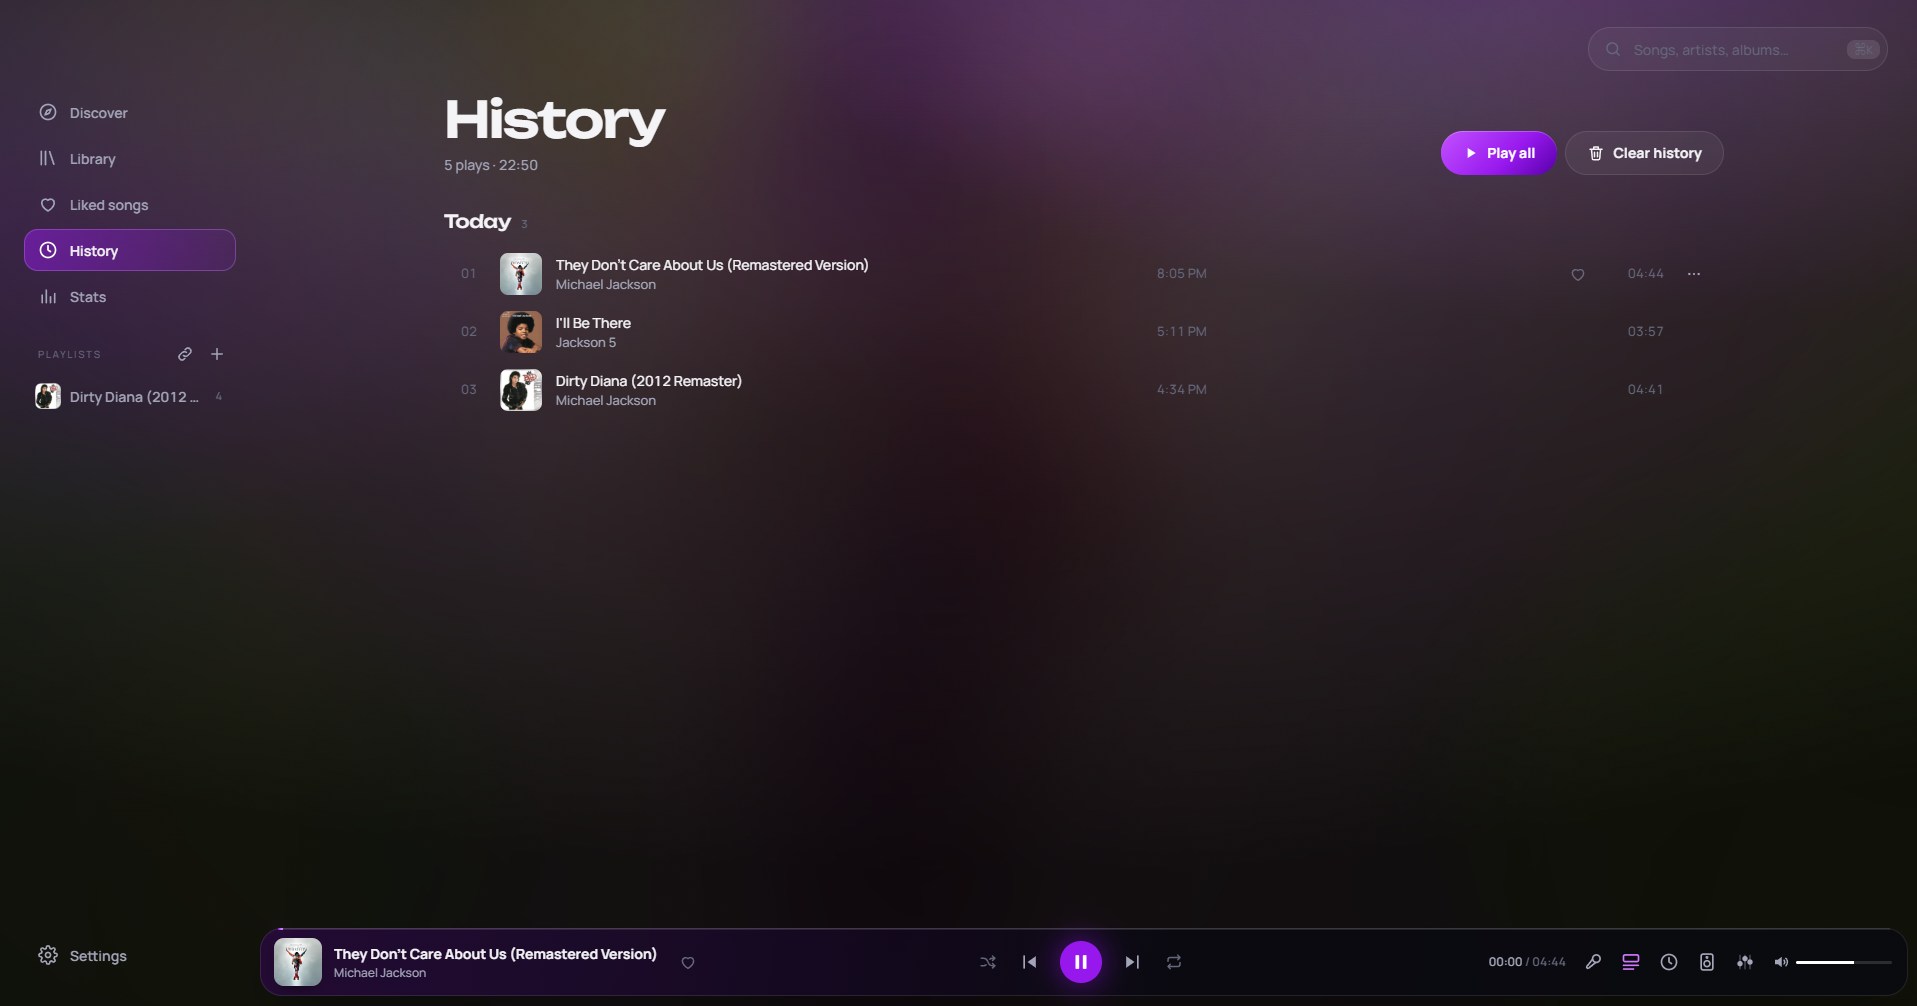 Songs, artists, albums...
⌘K
Discover
Library
Liked songs
History
Stats
PLAYLISTS
Dirty Diana (2012 ... 4
Settings
History
5 plays · 22:50
Play all
Clear history
Today 3
01 They Don't Care About Us (Remastered Version) 8:05 PM 04:44
Michael Jackson
02 I'll Be There 5:11 PM 03:57
Jackson 5
03 Dirty Diana (2012 Remaster) 4:34 PM 04:41
Michael Jackson
They Don't Care About Us (Remastered Version)
Michael Jackson
00:00 / 04:44